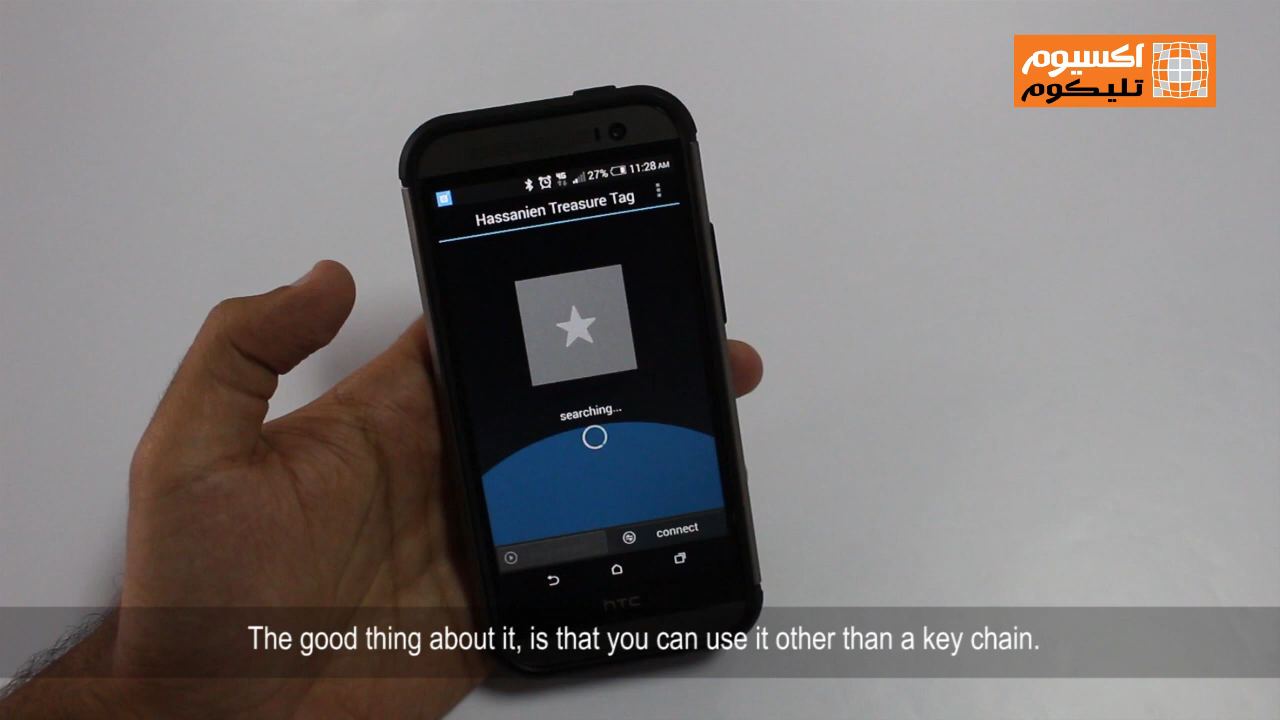 اكسيوم
تليكوم
4G 27% 11:28 AM
Hassanien Treasure Tag
searching...
connect
hTC
The good thing about it, is that you can use it other than a key chain.